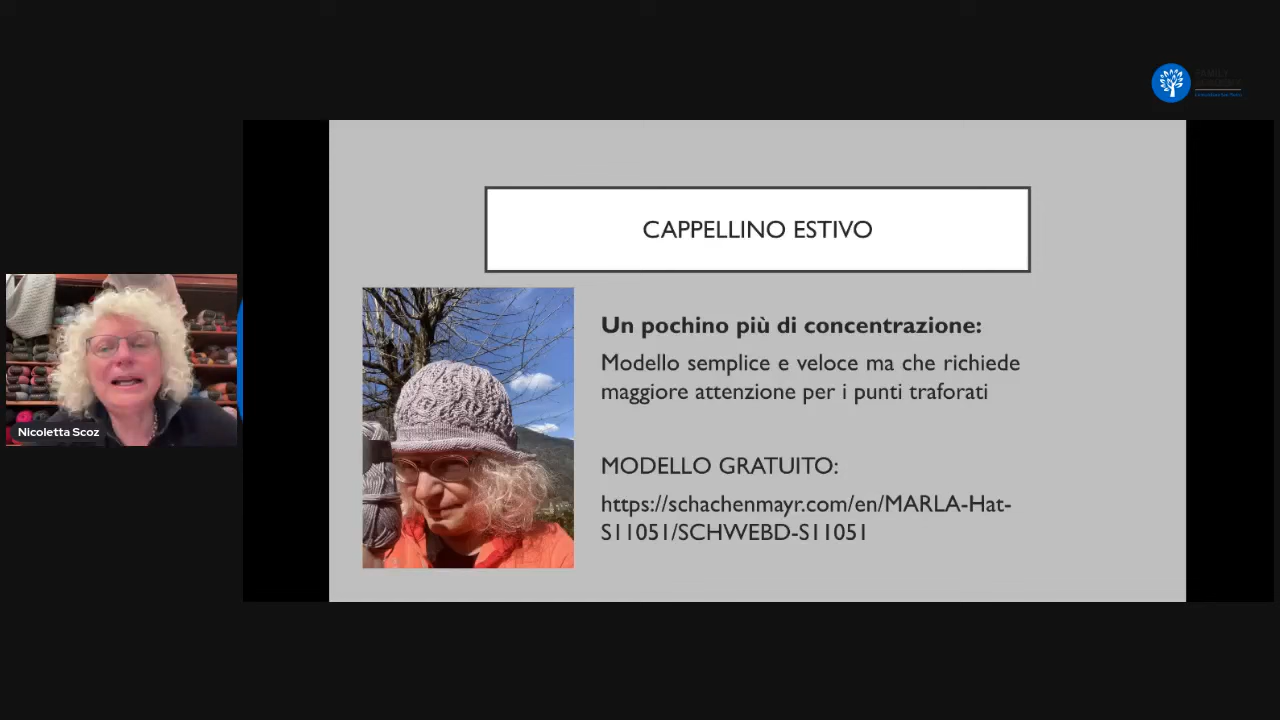 FAMILY
CAPPELLINO ESTIVO
Un pochino più di concentrazione:
Modello semplice e veloce ma che richiede
maggiore attenzione per i punti traforati
MODELLO GRATUITO:
https://schachenmayr.com/en/MARLA-Hat-
S11051/SCHWEBD-S11051
Nicoletta Scoz